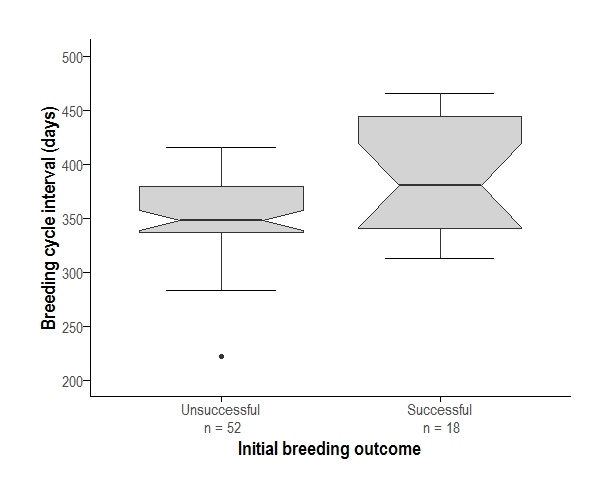 Breeding cycle interval (days)
500
450
400
350
300
250
200
Unsuccessful
n = 52
Successful
n = 18
Initial breeding outcome